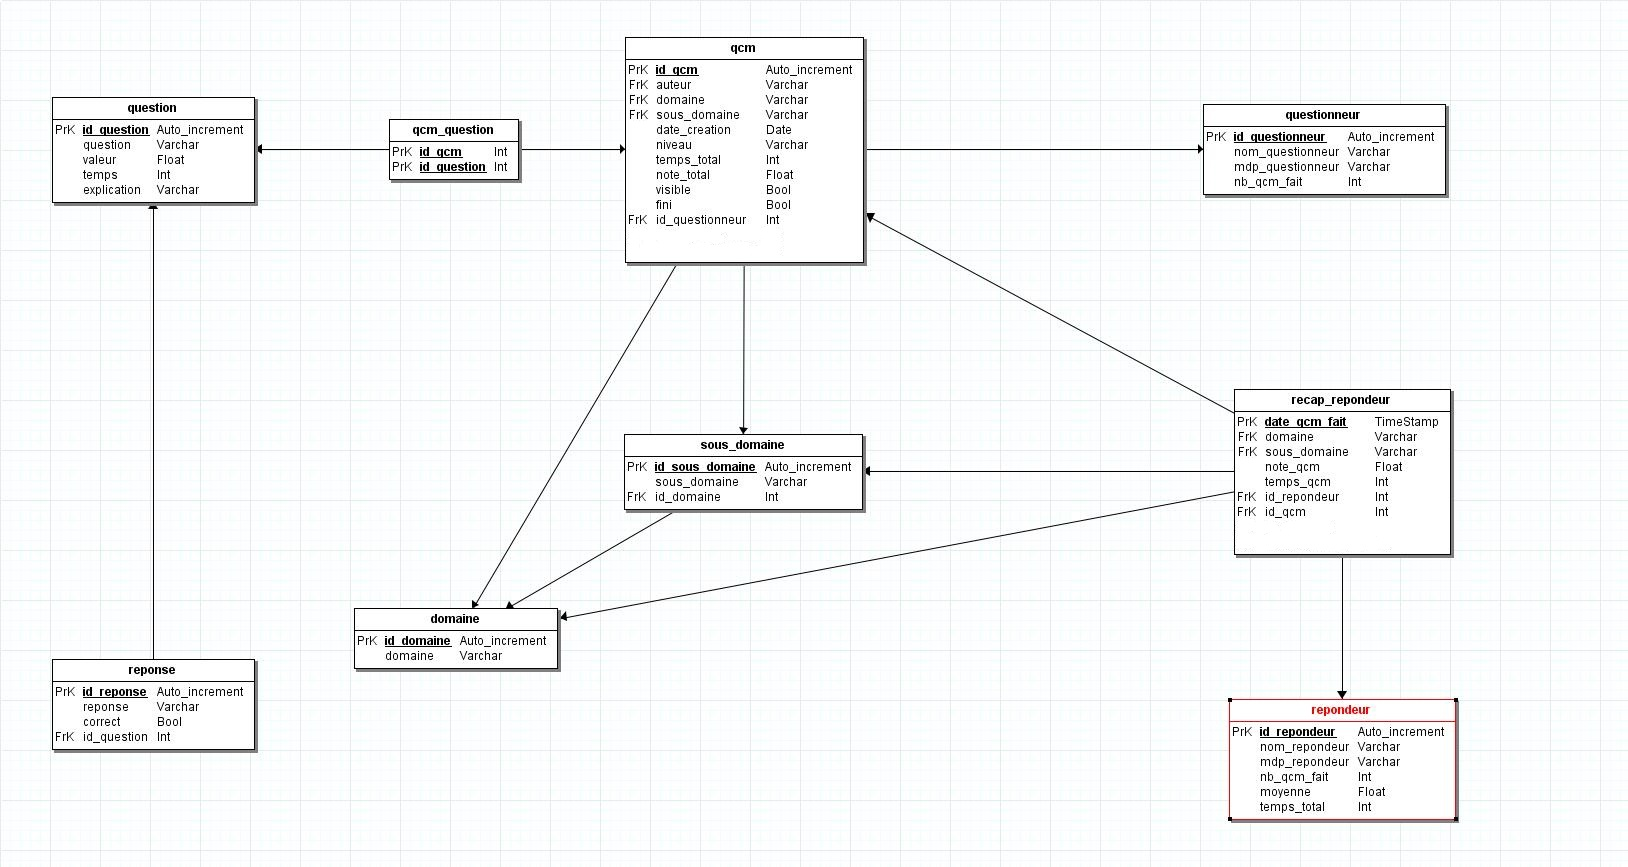 qcm
PrK id_qcm Auto_increment
FrK auteur Varchar
FrK domaine Varchar
FrK sous_domaine Varchar
date_creation Date
niveau Varchar
temps_total Int
note_total Float
visible Bool
fini Bool
FrK id_questionneur Int
question
PrK id_question Auto_increment
question Varchar
valeur Float
temps Int
explication Varchar
qcm_question
PrK id_qcm Int
PrK id_question Int
questionneur
PrK id_questionneur Auto_increment
nom_questionneur Varchar
mdp_questionneur Varchar
nb_qcm_fait Int
recap_repondeur
PrK date_qcm_fait TimeStamp
FrK domaine Varchar
FrK sous_domaine Varchar
note_qcm Float
temps_qcm Int
FrK id_repondeur Int
FrK id_qcm Int
sous_domaine
PrK id_sous_domaine Auto_increment
sous_domaine Varchar
FrK id_domaine Int
domaine
PrK id_domaine Auto_increment
domaine Varchar
reponse
PrK id_reponse Auto_increment
reponse Varchar
correct Bool
FrK id_question Int
repondeur
PrK id_repondeur Auto_increment
nom_repondeur Varchar
mdp_repondeur Varchar
nb_qcm_fait Int
moyenne Float
temps_total Int